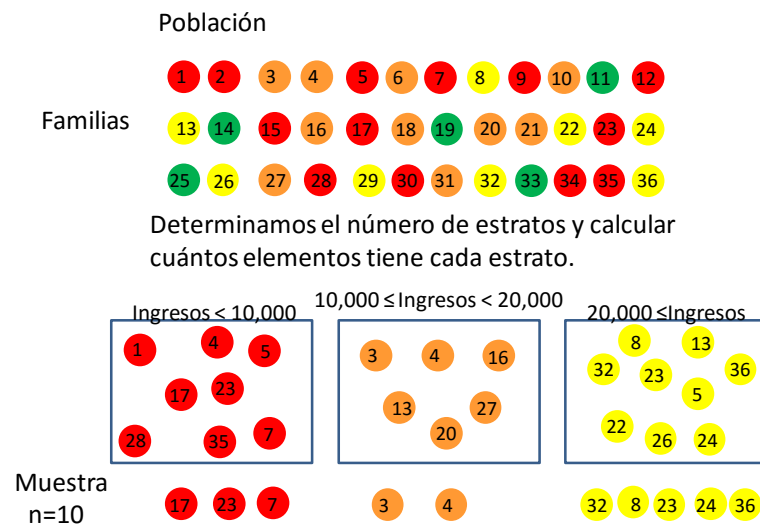 Población
1 2 3 4 5 6 7 8 9 10 11 12
Familias
13 14 15 16 17 18 19 20 21 22 23 24
25 26 27 28 29 30 31 32 33 34 35 36
Determinamos el número de estratos y calcular
cuántos elementos tiene cada estrato.
Ingresos < 10,000
10,000 ≤ Ingresos < 20,000
20,000 ≤Ingresos
1 4 5
17 23
28 35 7
3 4 16
13 27
20
8 13
32 23 36
5
22 26 24
Muestra
n=10
17 23 7
3 4
32 8 23 24 36